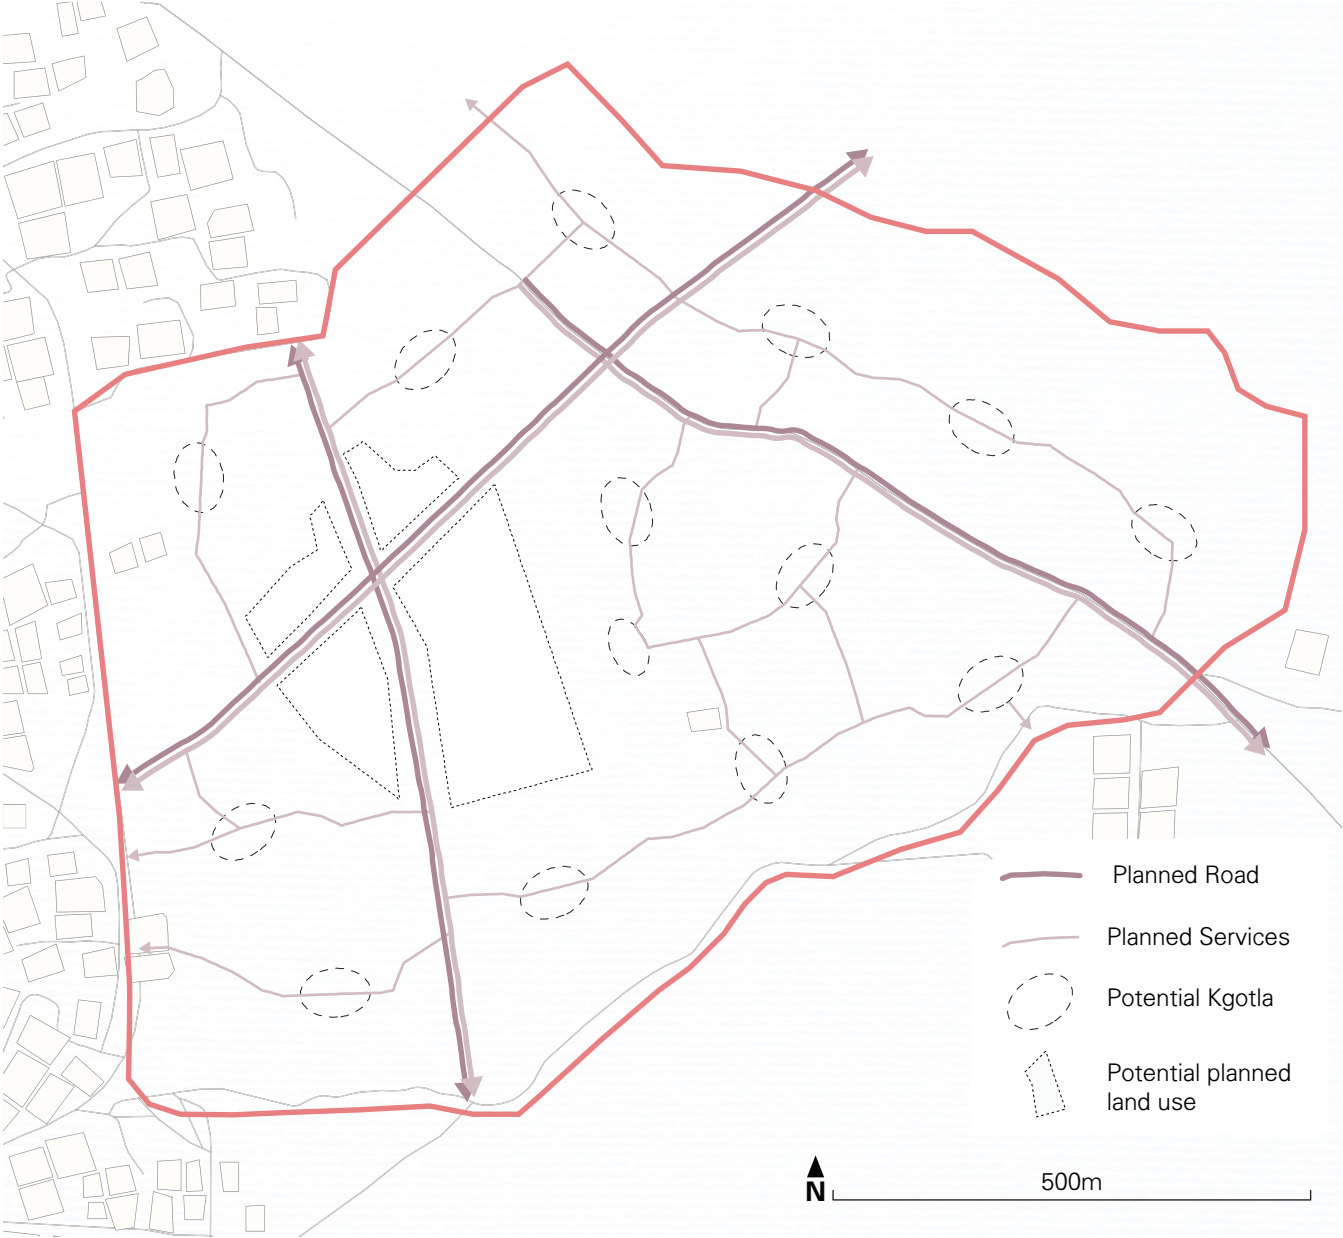 Planned Road
Planned Services
Potential Kgotla
Potential planned
land use
500m
N